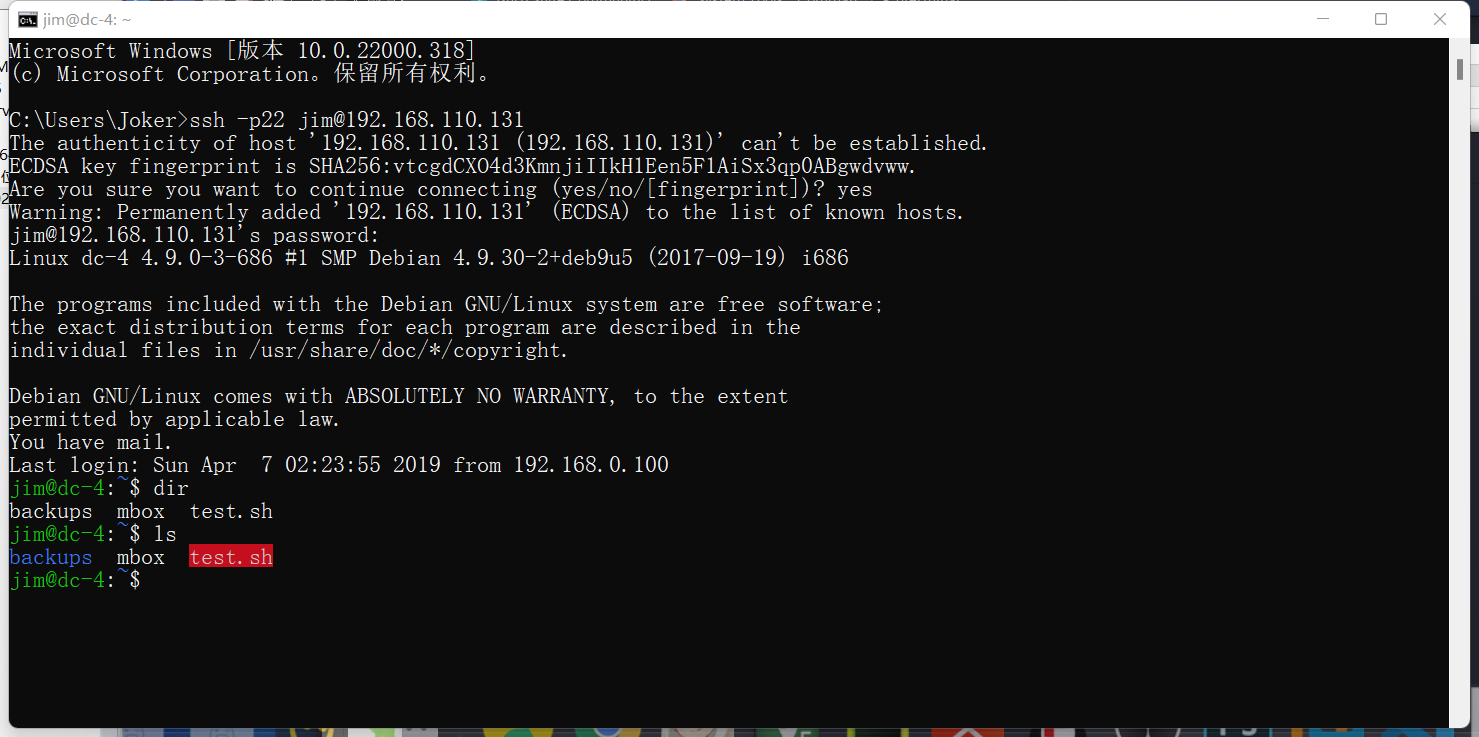 jim@dc-4: ~
Microsoft Windows [版本 10.0.22000.318]
(c) Microsoft Corporation。保留所有权利。
C:\Users\Joker>ssh -p22 jim@192.168.110.131
The authenticity of host '192.168.110.131 (192.168.110.131)' can't be established.
ECDSA key fingerprint is SHA256:vtcgdCXO4d3KmnjiIIkH1Een5F1AiSx3qp0ABgwdvww.
Are you sure you want to continue connecting (yes/no/[fingerprint])? yes
Warning: Permanently added '192.168.110.131' (ECDSA) to the list of known hosts.
jim@192.168.110.131's password:
Linux dc-4 4.9.0-3-686 #1 SMP Debian 4.9.30-2+deb9u5 (2017-09-19) i686
The programs included with the Debian GNU/Linux system are free software;
the exact distribution terms for each program are described in the
individual files in /usr/share/doc/*/copyright.
Debian GNU/Linux comes with ABSOLUTELY NO WARRANTY, to the extent
permitted by applicable law.
You have mail.
Last login: Sun Apr  7 02:23:55 2019 from 192.168.0.100
jim@dc-4:~$ dir
backups  mbox  test.sh
jim@dc-4:~$ ls
backups  mbox  test.sh
jim@dc-4:~$